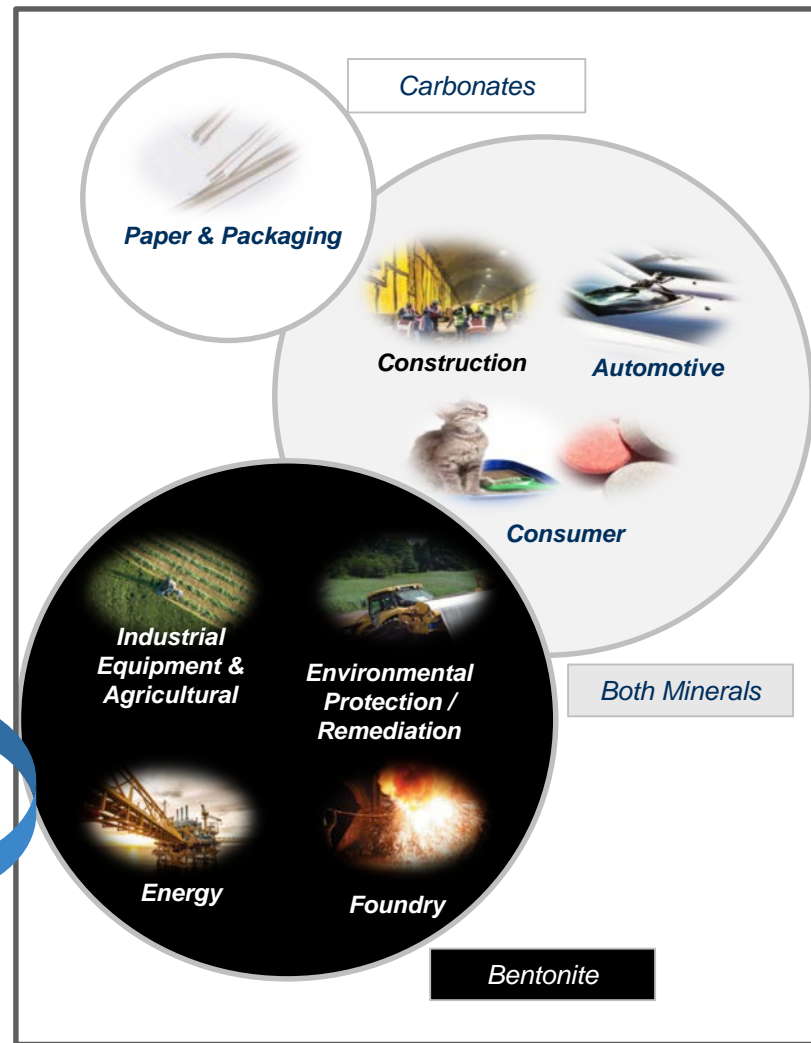 Carbonates
Paper & Packaging
Construction
Automotive
Consumer
Industrial
Equipment &
Agricultural
Environmental
Protection /
Remediation
Both Minerals
Energy
Foundry
Bentonite